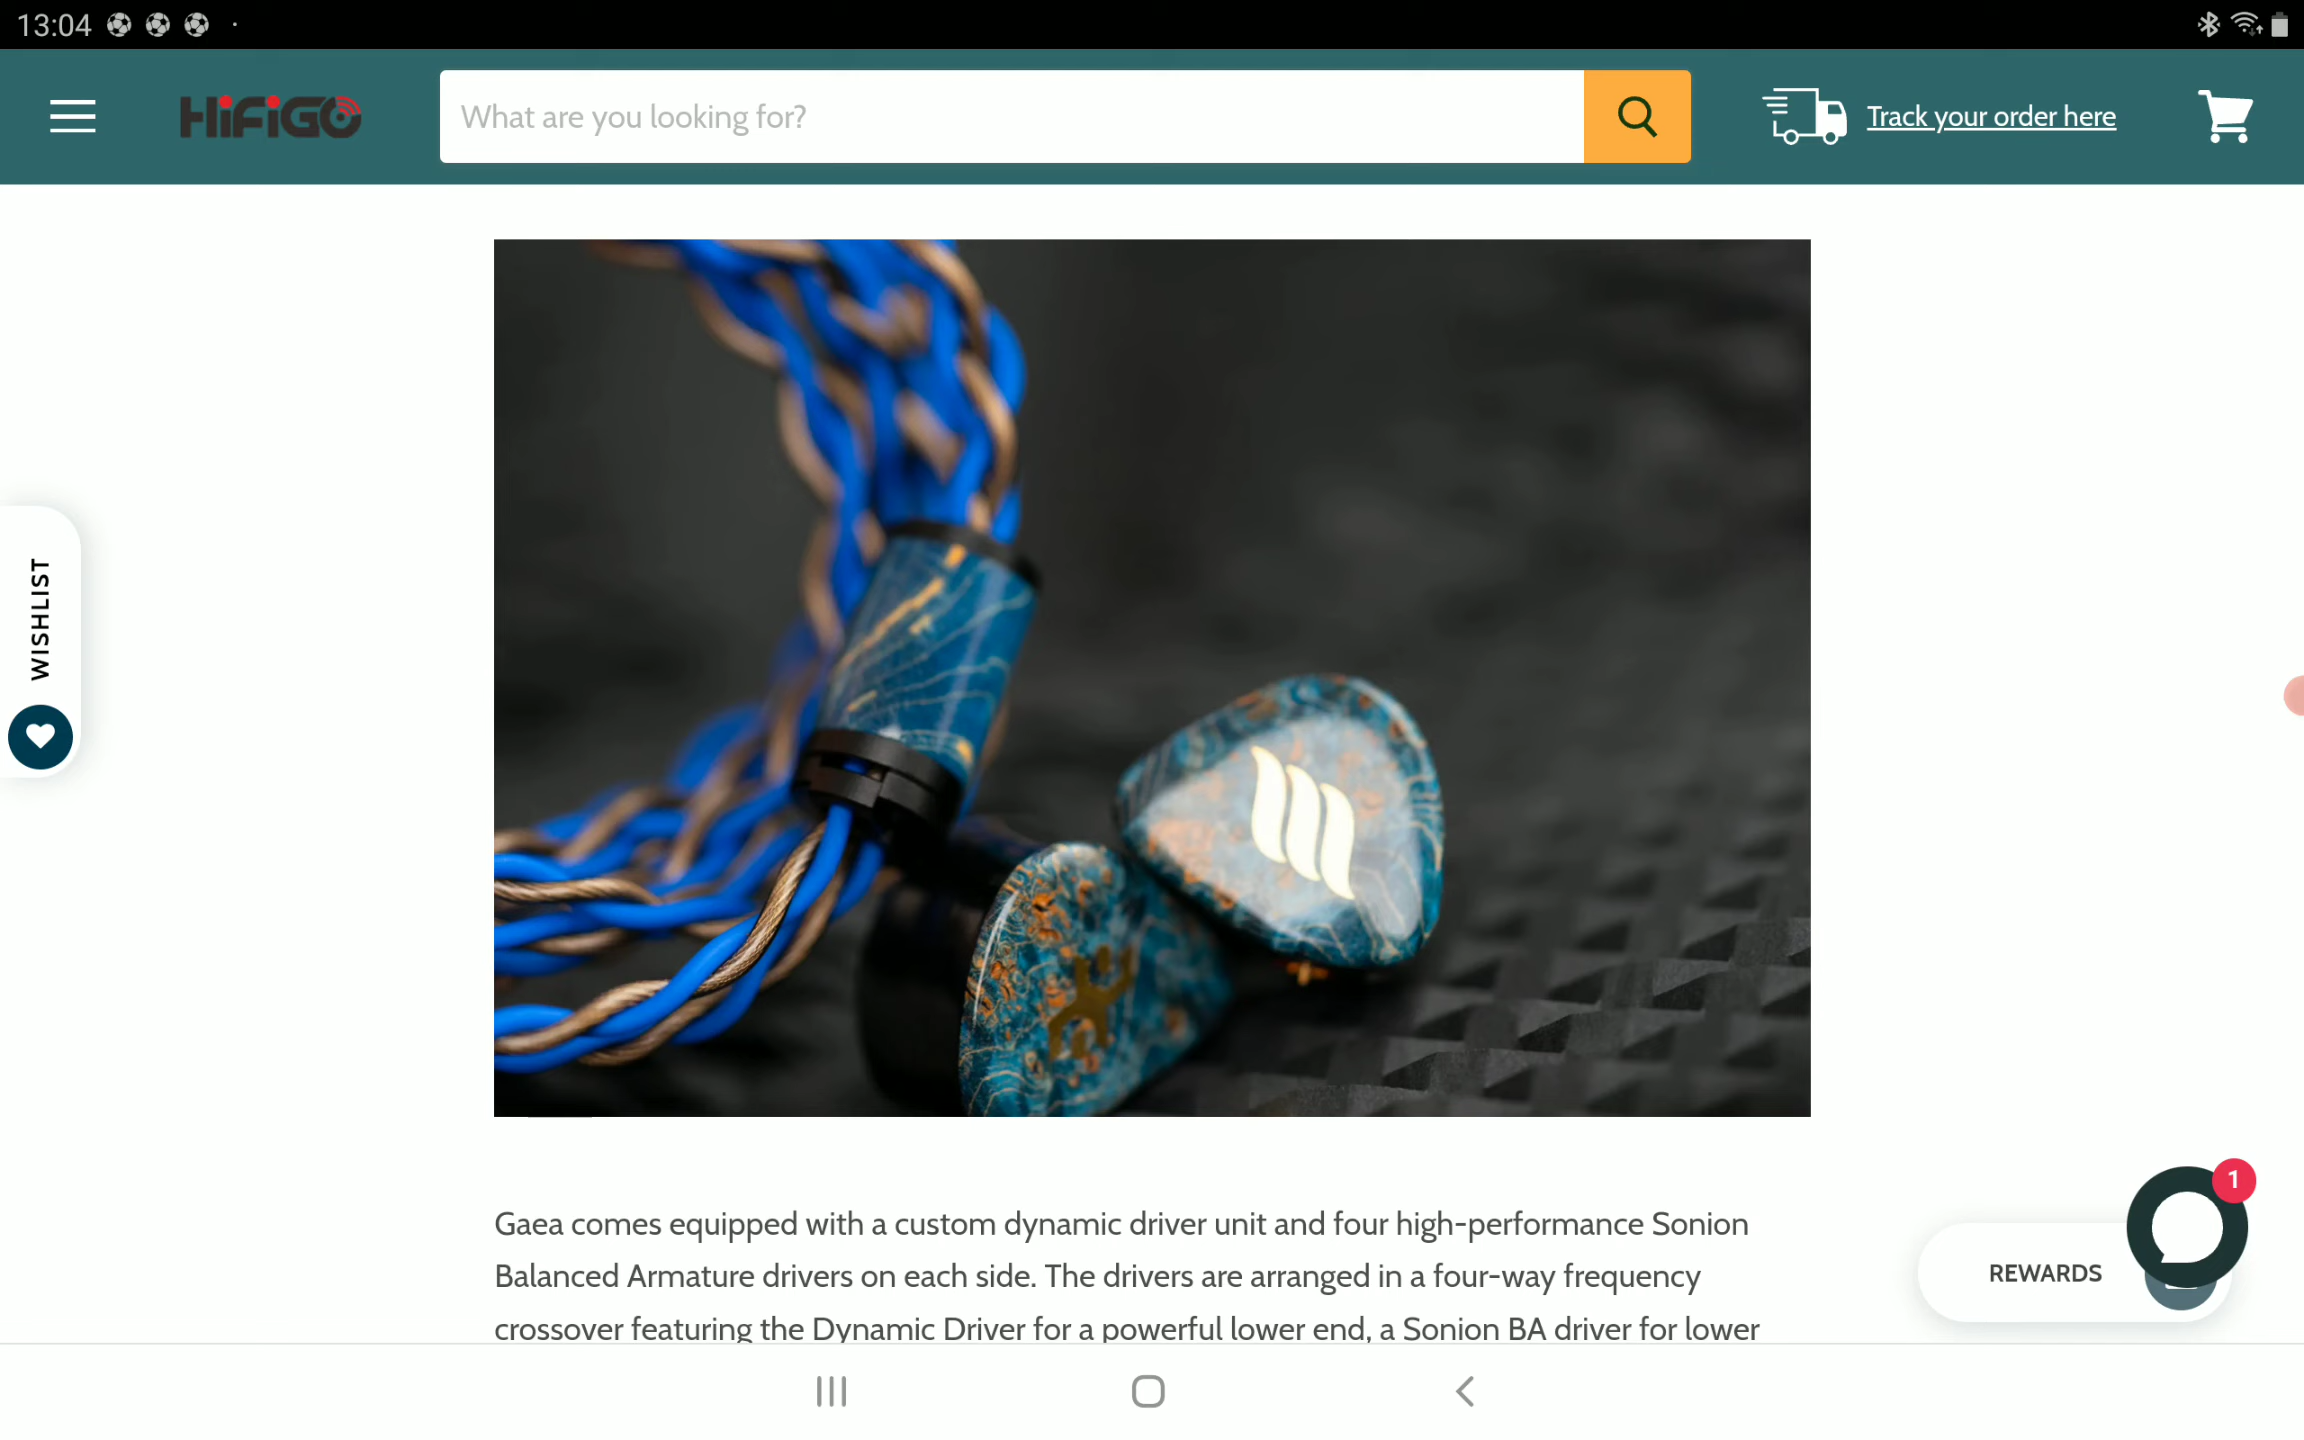 13:04
HiFiGO
What are you looking for?
Track your order here
WISHLIST
Gaea comes equipped with a custom dynamic driver unit and four high-performance Sonion
Balanced Armature drivers on each side. The drivers are arranged in a four-way frequency
crossover featuring the Dynamic Driver for a powerful lower end, a Sonion BA driver for lower
1
REWARDS